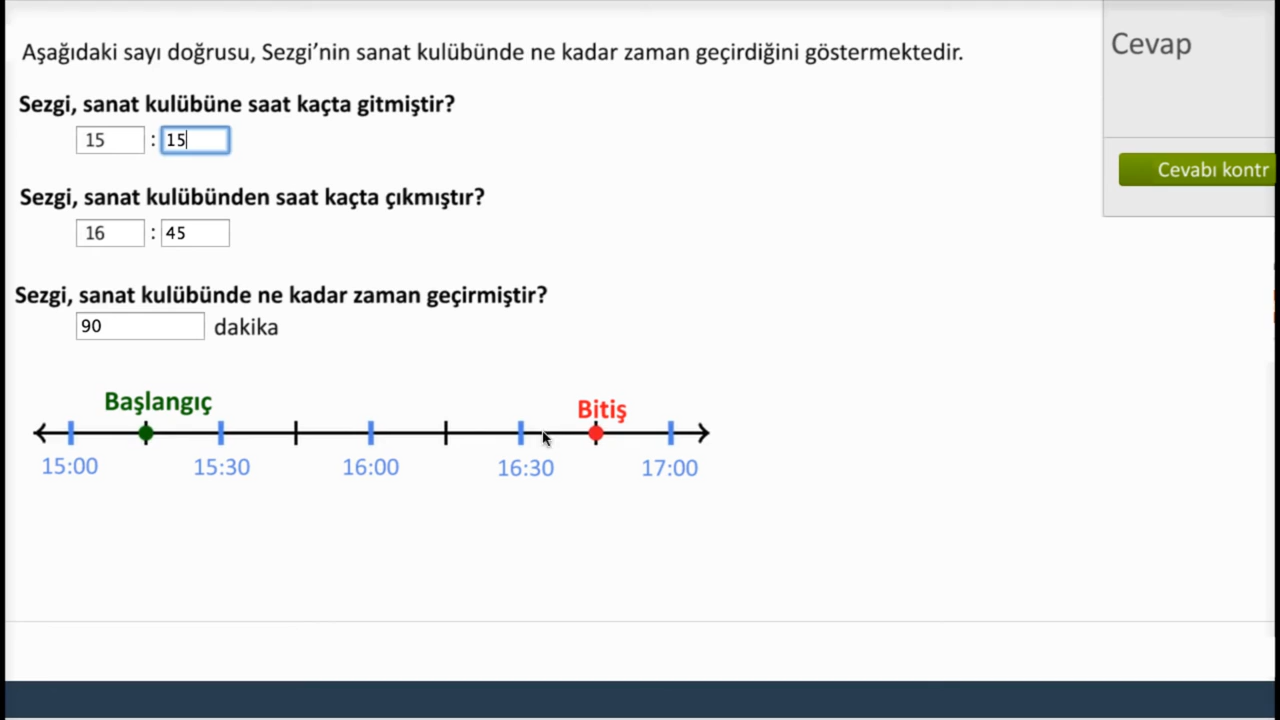 Aşağıdaki sayı doğrusu, Sezgi’nin sanat kulübünde ne kadar zaman geçirdiğini göstermektedir.
Cevap
Sezgi, sanat kulübüne saat kaçta gitmiştir?
15 : 15
Cevabı kontr
Sezgi, sanat kulübünden saat kaçta çıkmıştır?
16 : 45
Sezgi, sanat kulübünde ne kadar zaman geçirmiştir?
90 dakika
Başlangıç
Bitiş
15:00 15:30 16:00 16:30 17:00